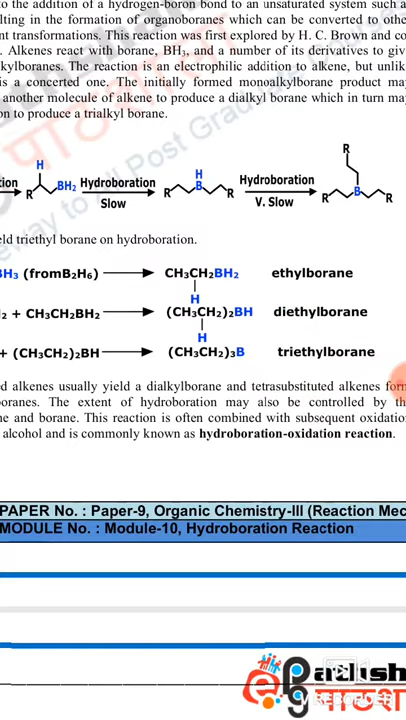 to the addition of a hydrogen-boron bond to an unsaturated system such a
lting in the formation of organoboranes which can be converted to othe
nt transformations. This reaction was first explored by H. C. Brown and co
. Alkenes react with borane, BH3, and a number of its derivatives to giv
kylboranes. The reaction is an electrophilic addition to alkene, but unlik
is a concerted one. The initially formed monoalkylborane product ma
another molecule of alkene to produce a dialkyl borane which in turn may
on to produce a trialkyl borane.
tion H R BH2 Hydroboration Slow R H B R Hydroboration V. Slow R R B R
eld triethyl borane on hydroboration.
BH3 (fromB2H6) CH3CH2BH2 ethylborane
H
2 + CH3CH2BH2 (CH3CH2)2BH diethylborane
H
+ (CH3CH2)2BH (CH3CH2)3B triethylborane
ed alkenes usually yield a dialkylborane and tetrasubstituted alkenes form
boranes. The extent of hydroboration may also be controlled by th
ne and borane. This reaction is often combined with subsequent oxidatio
alcohol and is commonly known as hydroboration-oxidation reaction.
PAPER No. : Paper-9, Organic Chemistry-III (Reaction Mec
MODULE No. : Module-10, Hydroboration Reaction
पाठशा